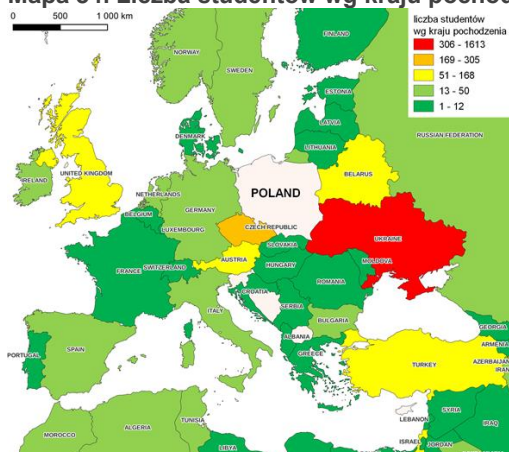 Mapa 3
Liczba studentów wg kraju pochod
0 500 1 000 km
liczba studentów
wg kraju pochodzenia
306 - 1613
169 - 305
51 - 168
13 - 50
1 - 12
FINLAND
NORWAY
SWEDEN
ESTONIA
LATVIA
RUSSIAN FEDERATION
DENMARK
LITHUANIA
UNITED KINGDOM
IRELAND
BELARUS
NETHERLANDS
POLAND
BELGIUM
GERMANY
LUXEMBOURG
CZECH REPUBLIC
UKRAINE
SLOVAKIA
AUSTRIA
MOLDOVA
FRANCE
SWITZERLAND
HUNGARY
ROMANIA
CROATIA
SERBIA
ITALY
BULGARIA
GEORGIA
ALBANIA
ARMENIA
PORTUGAL
SPAIN
GREECE
TURKEY
AZERBAIJAN
IRAN
TUNISIA
SYRIA
LEBANON
IRAQ
MOROCCO
ALGERIA
ISRAEL
JORDAN
LIBYA